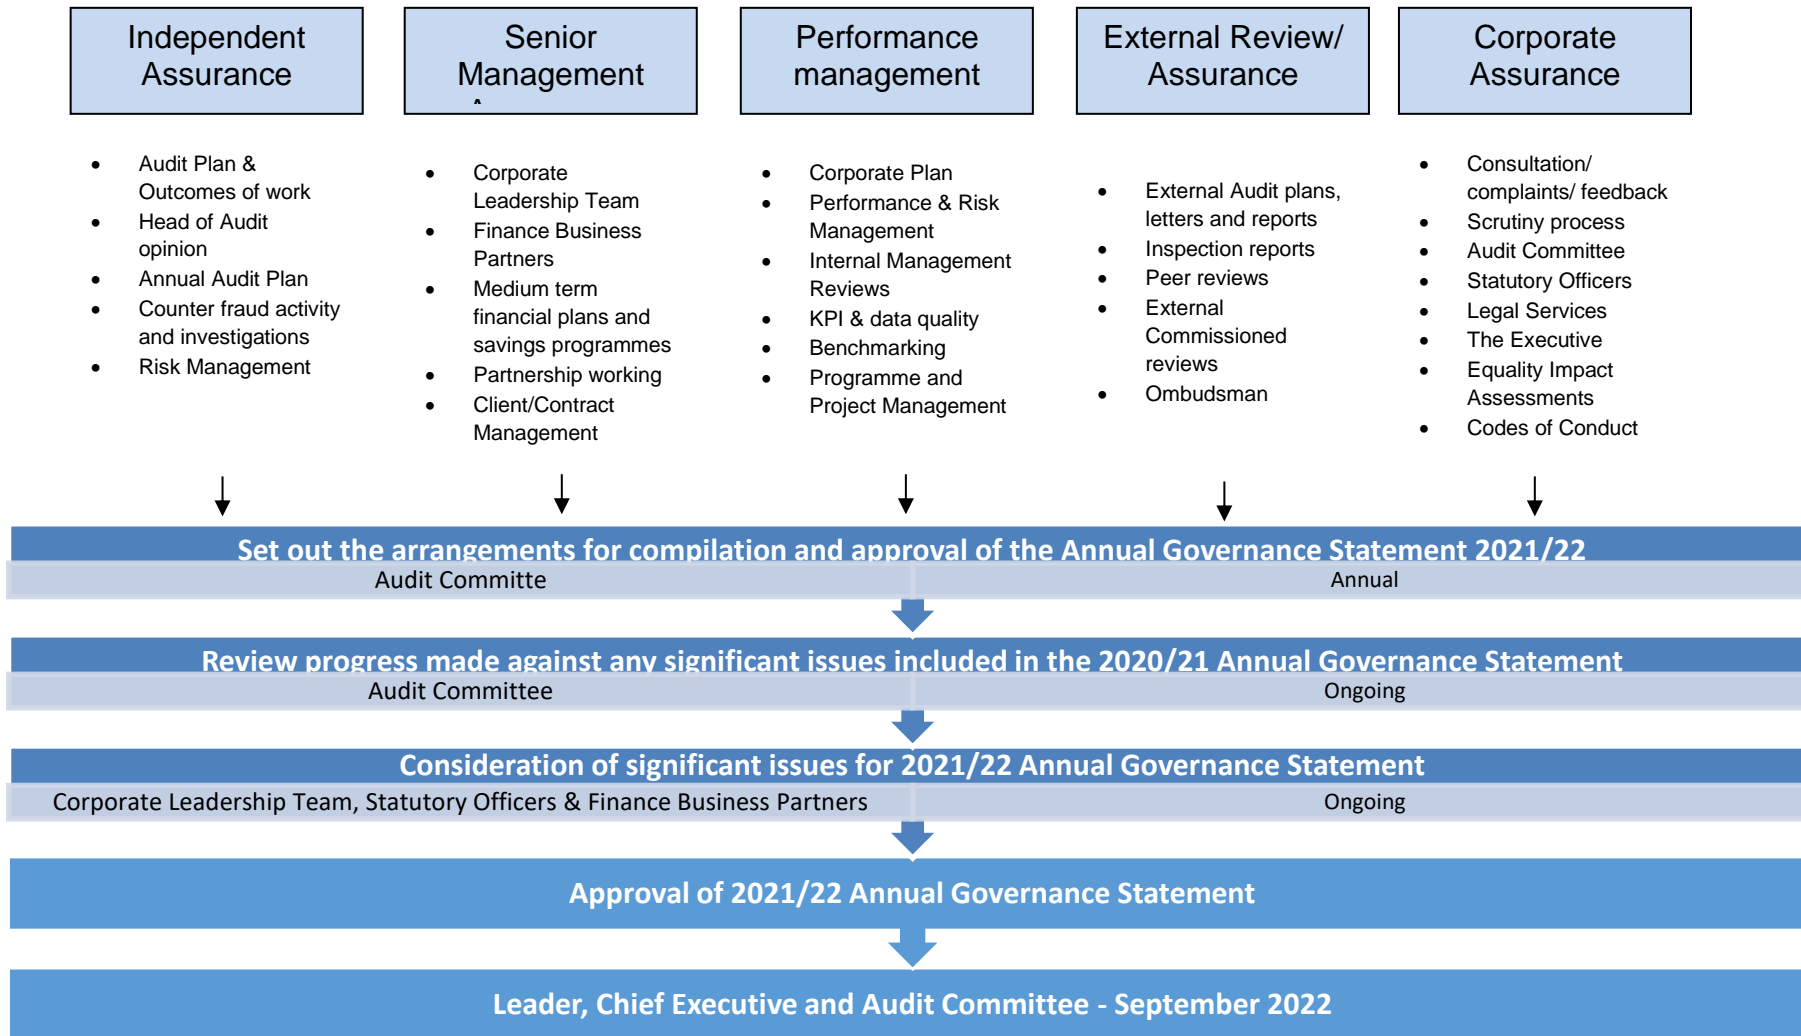 Independent
Assurance
Senior
Management
Performance
management
External Review/
Assurance
Corporate
Assurance
• Audit Plan &
Outcomes of work
• Head of Audit
opinion
• Annual Audit Plan
• Counter fraud activity
and investigations
• Risk Management
• Corporate
Leadership Team
• Finance Business
Partners
• Medium term
financial plans and
savings programmes
• Partnership working
• Client/Contract
Management
• Corporate Plan
• Performance & Risk
Management
• Internal Management
Reviews
• KPI & data quality
• Benchmarking
• Programme and
Project Management
• External Audit plans,
letters and reports
• Inspection reports
• Peer reviews
• External
Commissioned
reviews
• Ombudsman
• Consultation/
complaints/ feedback
• Scrutiny process
• Audit Committee
• Statutory Officers
• Legal Services
• The Executive
• Equality Impact
Assessments
• Codes of Conduct
Set out the arrangements for compilation and approval of the Annual Governance Statement 2021/22
Audit Committe
Annual
Review progress made against any significant issues included in the 2020/21 Annual Governance Statement
Audit Committee
Ongoing
Consideration of significant issues for 2021/22 Annual Governance Statement
Corporate Leadership Team, Statutory Officers & Finance Business Partners
Ongoing
Approval of 2021/22 Annual Governance Statement
Leader, Chief Executive and Audit Committee - September 2022